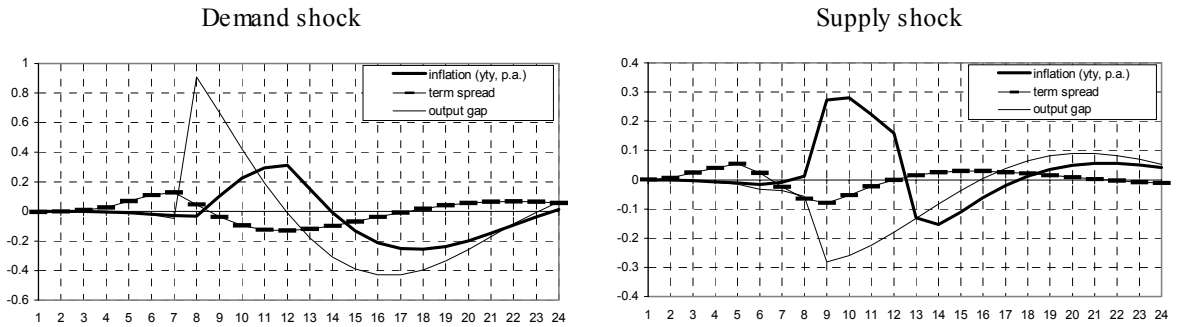 Demand shock
1
0.8
0.6
0.4
0.2
0
-0.2
-0.4
-0.6
inflation (yty, p.a.)
term spread
output gap
1 2 3 4 5 6 7 8 9 10 11 12 13 14 15 16 17 18 19 20 21 22 23 24
Supply shock
0.4
0.3
0.2
0.1
0
-0.1
-0.2
-0.3
-0.4
inflation (yty, p.a.)
term spread
output gap
1 2 3 4 5 6 7 8 9 10 11 12 13 14 15 16 17 18 19 20 21 22 23 24